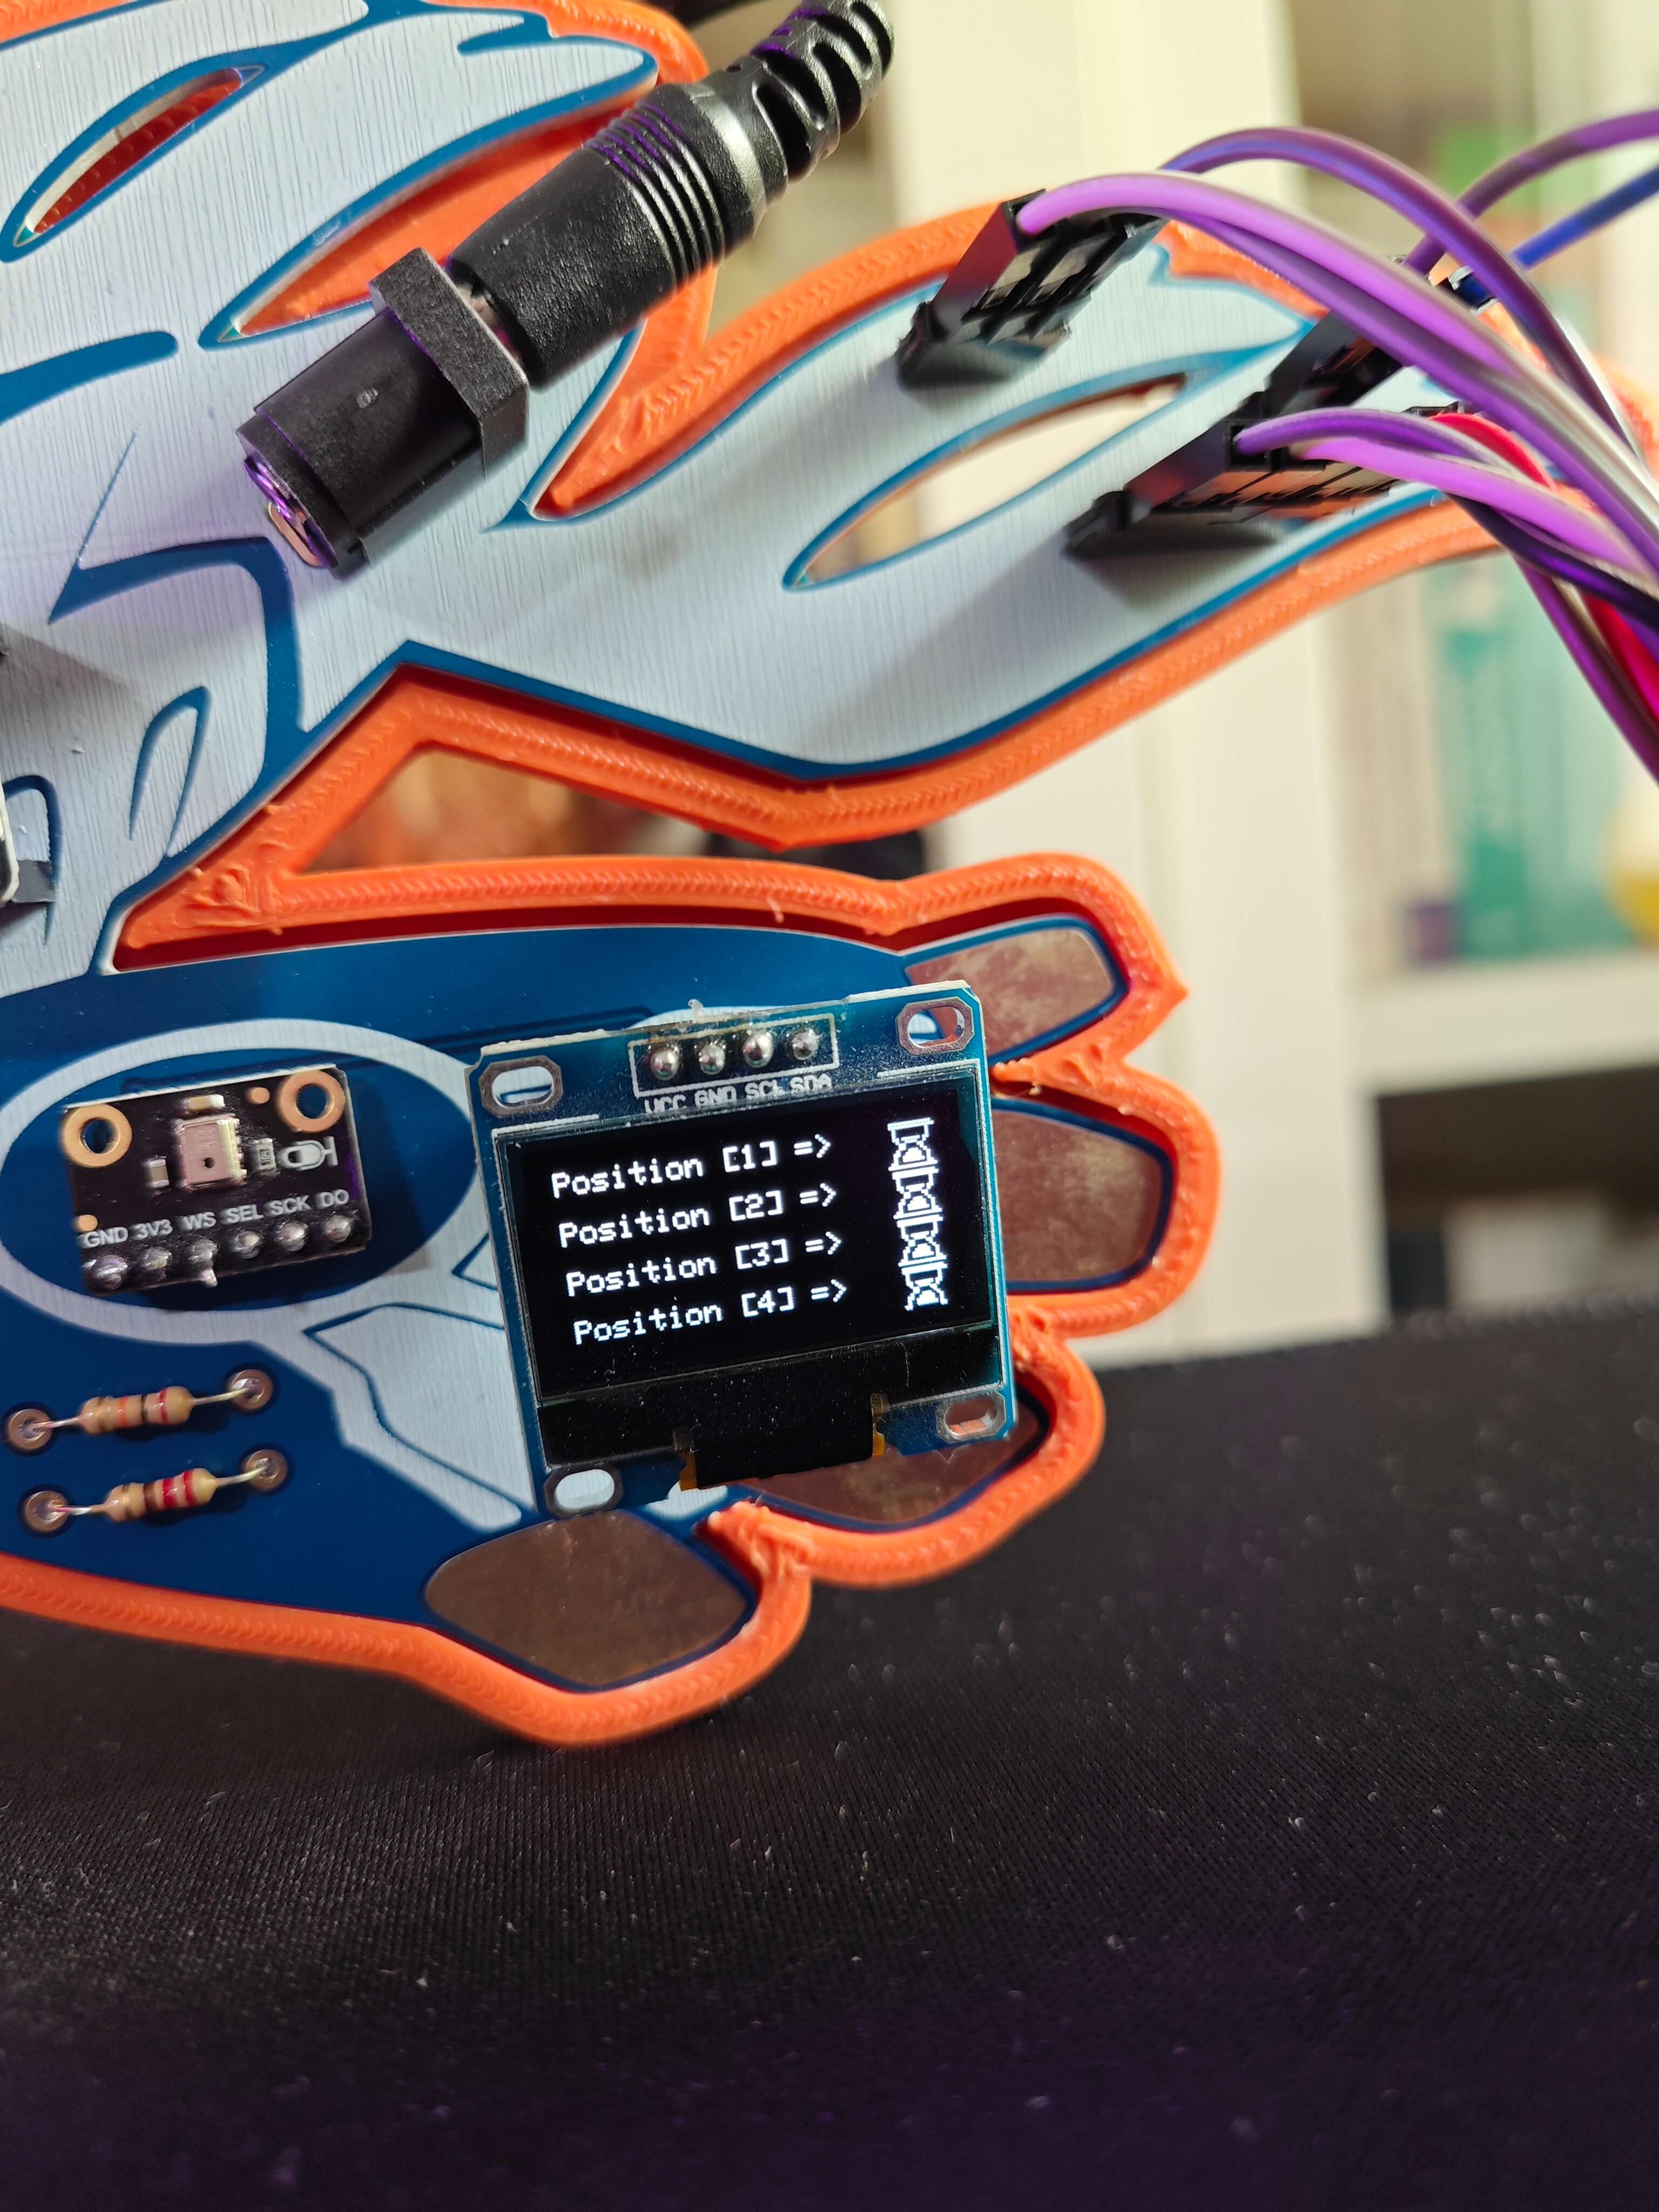 VCC GND SCL SDA
Position [1] =>
Position [2] =>
Position [3] =>
Position [4] =>
GND 3V3 WS SEL SCK DO